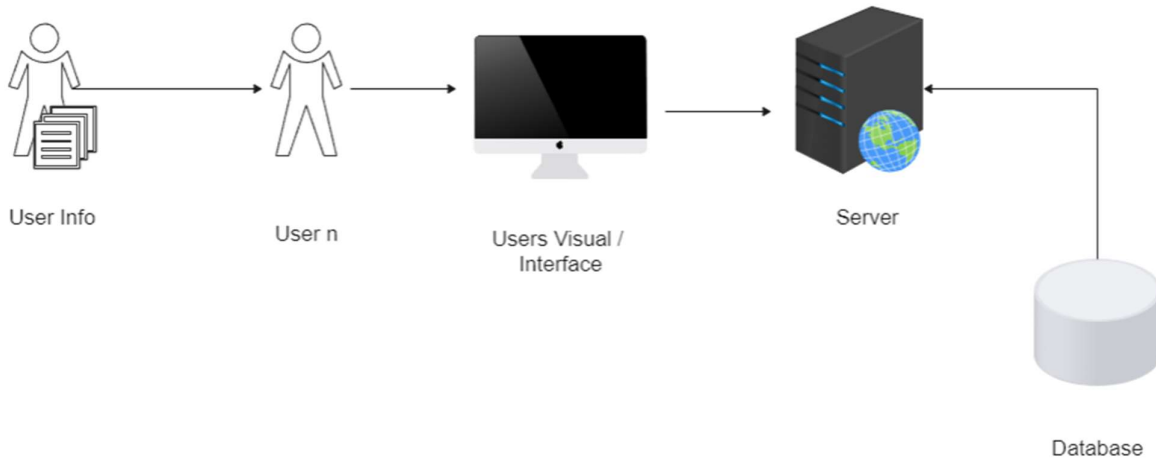 User Info
User n
Users Visual /
Interface
Server
Database